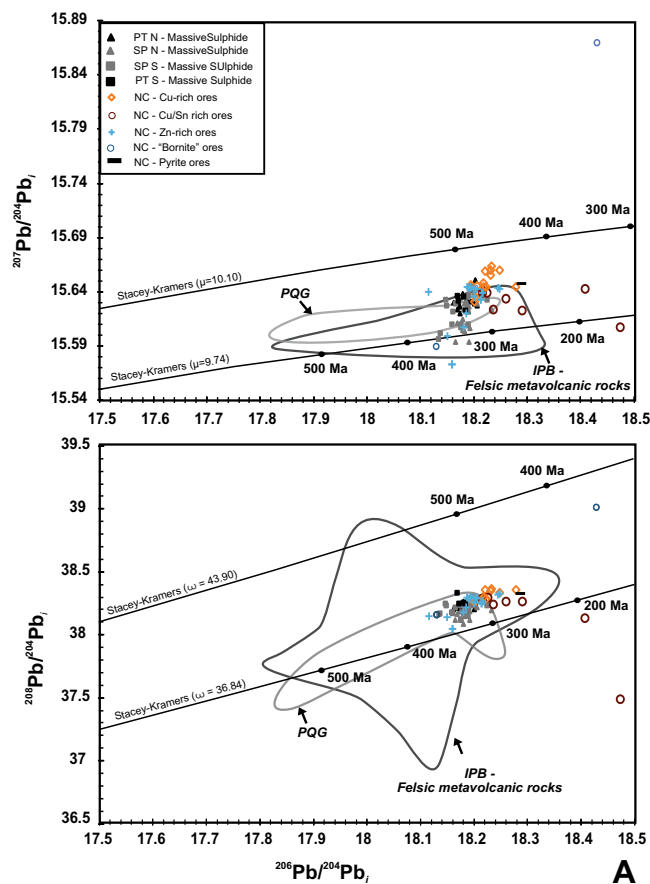 15.89
15.84
15.79
15.74
15.69
15.64
15.59
15.54
²⁰⁷Pb/²⁰⁴Pbᵢ
PT N - MassiveSulphide
SP N - MassiveSulphide
SP S - Massive SUlphide
PT S - Massive Sulphide
NC - Cu-rich ores
NC - Cu/Sn rich ores
NC - Zn-rich ores
NC - “Bornite” ores
NC - Pyrite ores
500 Ma
400 Ma
300 Ma
Stacey-Kramers (μ=10.10)
PQG
Stacey-Kramers (μ=9.74)
500 Ma
400 Ma
300 Ma
200 Ma
IPB -
Felsic metavolcanic rocks
17.5
17.6
17.7
17.8
17.9
18
18.1
18.2
18.3
18.4
18.5
39.5
39
38.5
38
37.5
37
36.5
²⁰⁸Pb/²⁰⁴Pbᵢ
400 Ma
500 Ma
Stacey-Kramers (ω = 43.90)
200 Ma
300 Ma
400 Ma
500 Ma
Stacey-Kramers (ω = 36.84)
PQG
IPB -
Felsic metavolcanic rocks
17.5
17.6
17.7
17.8
17.9
18
18.1
18.2
18.3
18.4
18.5
²⁰⁶Pb/²⁰⁴Pbᵢ
A